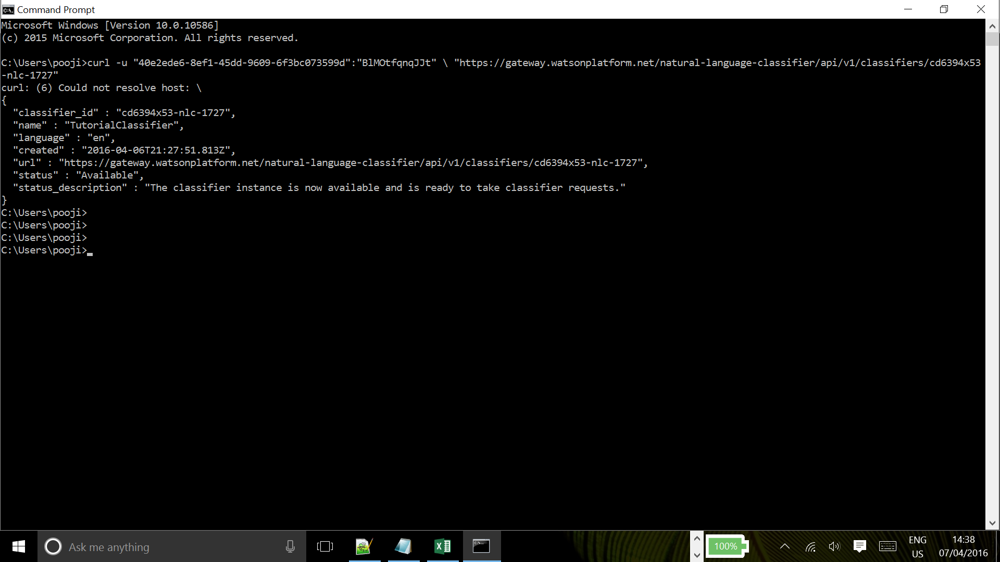 Command Prompt
Microsoft Windows [Version 10.0.10586]
(c) 2015 Microsoft Corporation. All rights reserved.
C:\Users\pooji>curl -u "40e2ede6-8ef1-45dd-9609-6f3bc073599d":"BlMOtfqnqJJt" \ "https://gateway.watsonplatform.net/natural-language-classifier/api/v1/classifiers/cd6394x53
-nlc-1727"
curl: (6) Could not resolve host: \
{
  "classifier_id" : "cd6394x53-nlc-1727",
  "name" : "TutorialClassifier",
  "language" : "en",
  "created" : "2016-04-06T21:27:51.813Z",
  "url" : "https://gateway.watsonplatform.net/natural-language-classifier/api/v1/classifiers/cd6394x53-nlc-1727",
  "status" : "Available",
  "status_description" : "The classifier instance is now available and is ready to take classifier requests."
}
C:\Users\pooji>
C:\Users\pooji>
C:\Users\pooji>
C:\Users\pooji>
Ask me anything
100%
ENG
US
14:38
07/04/2016